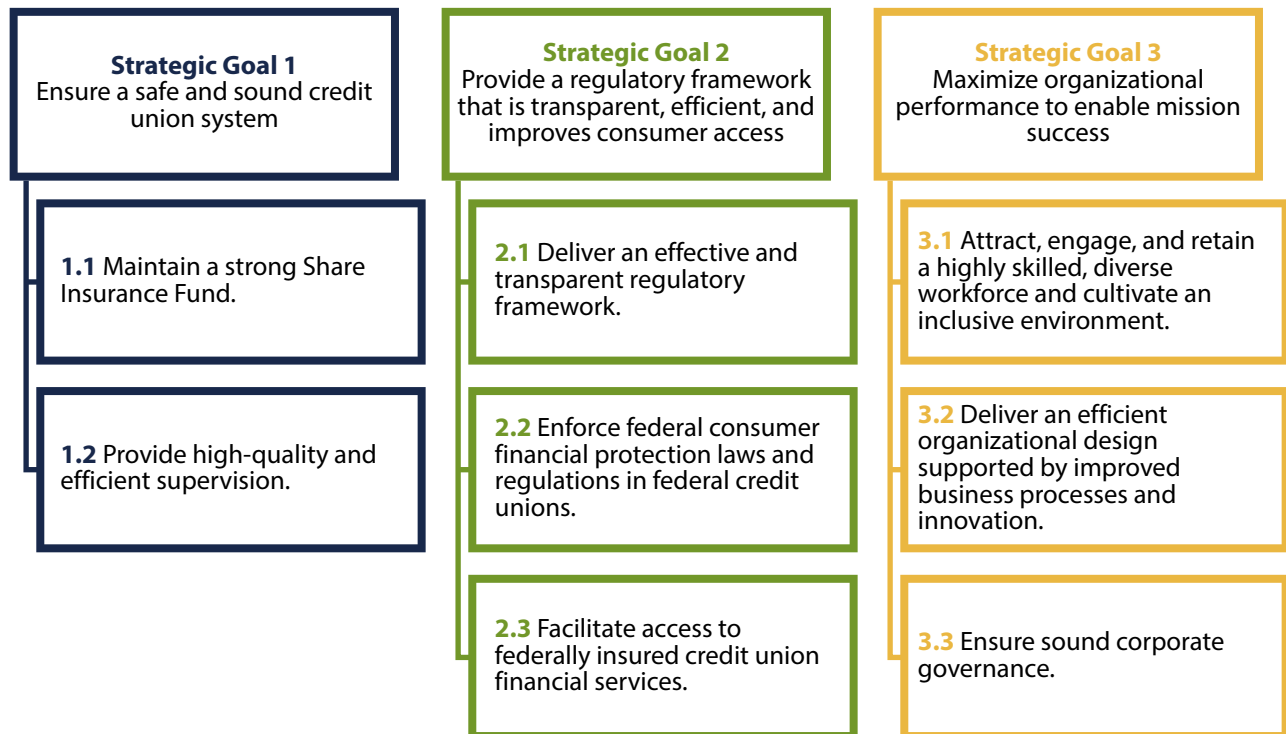 Strategic Goal 1
Ensure a safe and sound credit
union system
1.1 Maintain a strong Share
Insurance Fund.
1.2 Provide high-quality and
efficient supervision.
Strategic Goal 2
Provide a regulatory framework
that is transparent, efficient, and
improves consumer access
2.1 Deliver an effective and
transparent regulatory
framework.
2.2 Enforce federal consumer
financial protection laws and
regulations in federal credit
unions.
2.3 Facilitate access to
federally insured credit union
financial services.
Strategic Goal 3
Maximize organizational
performance to enable mission
success
3.1 Attract, engage, and retain
a highly skilled, diverse
workforce and cultivate an
inclusive environment.
3.2 Deliver an efficient
organizational design
supported by improved
business processes and
innovation.
3.3 Ensure sound corporate
governance.